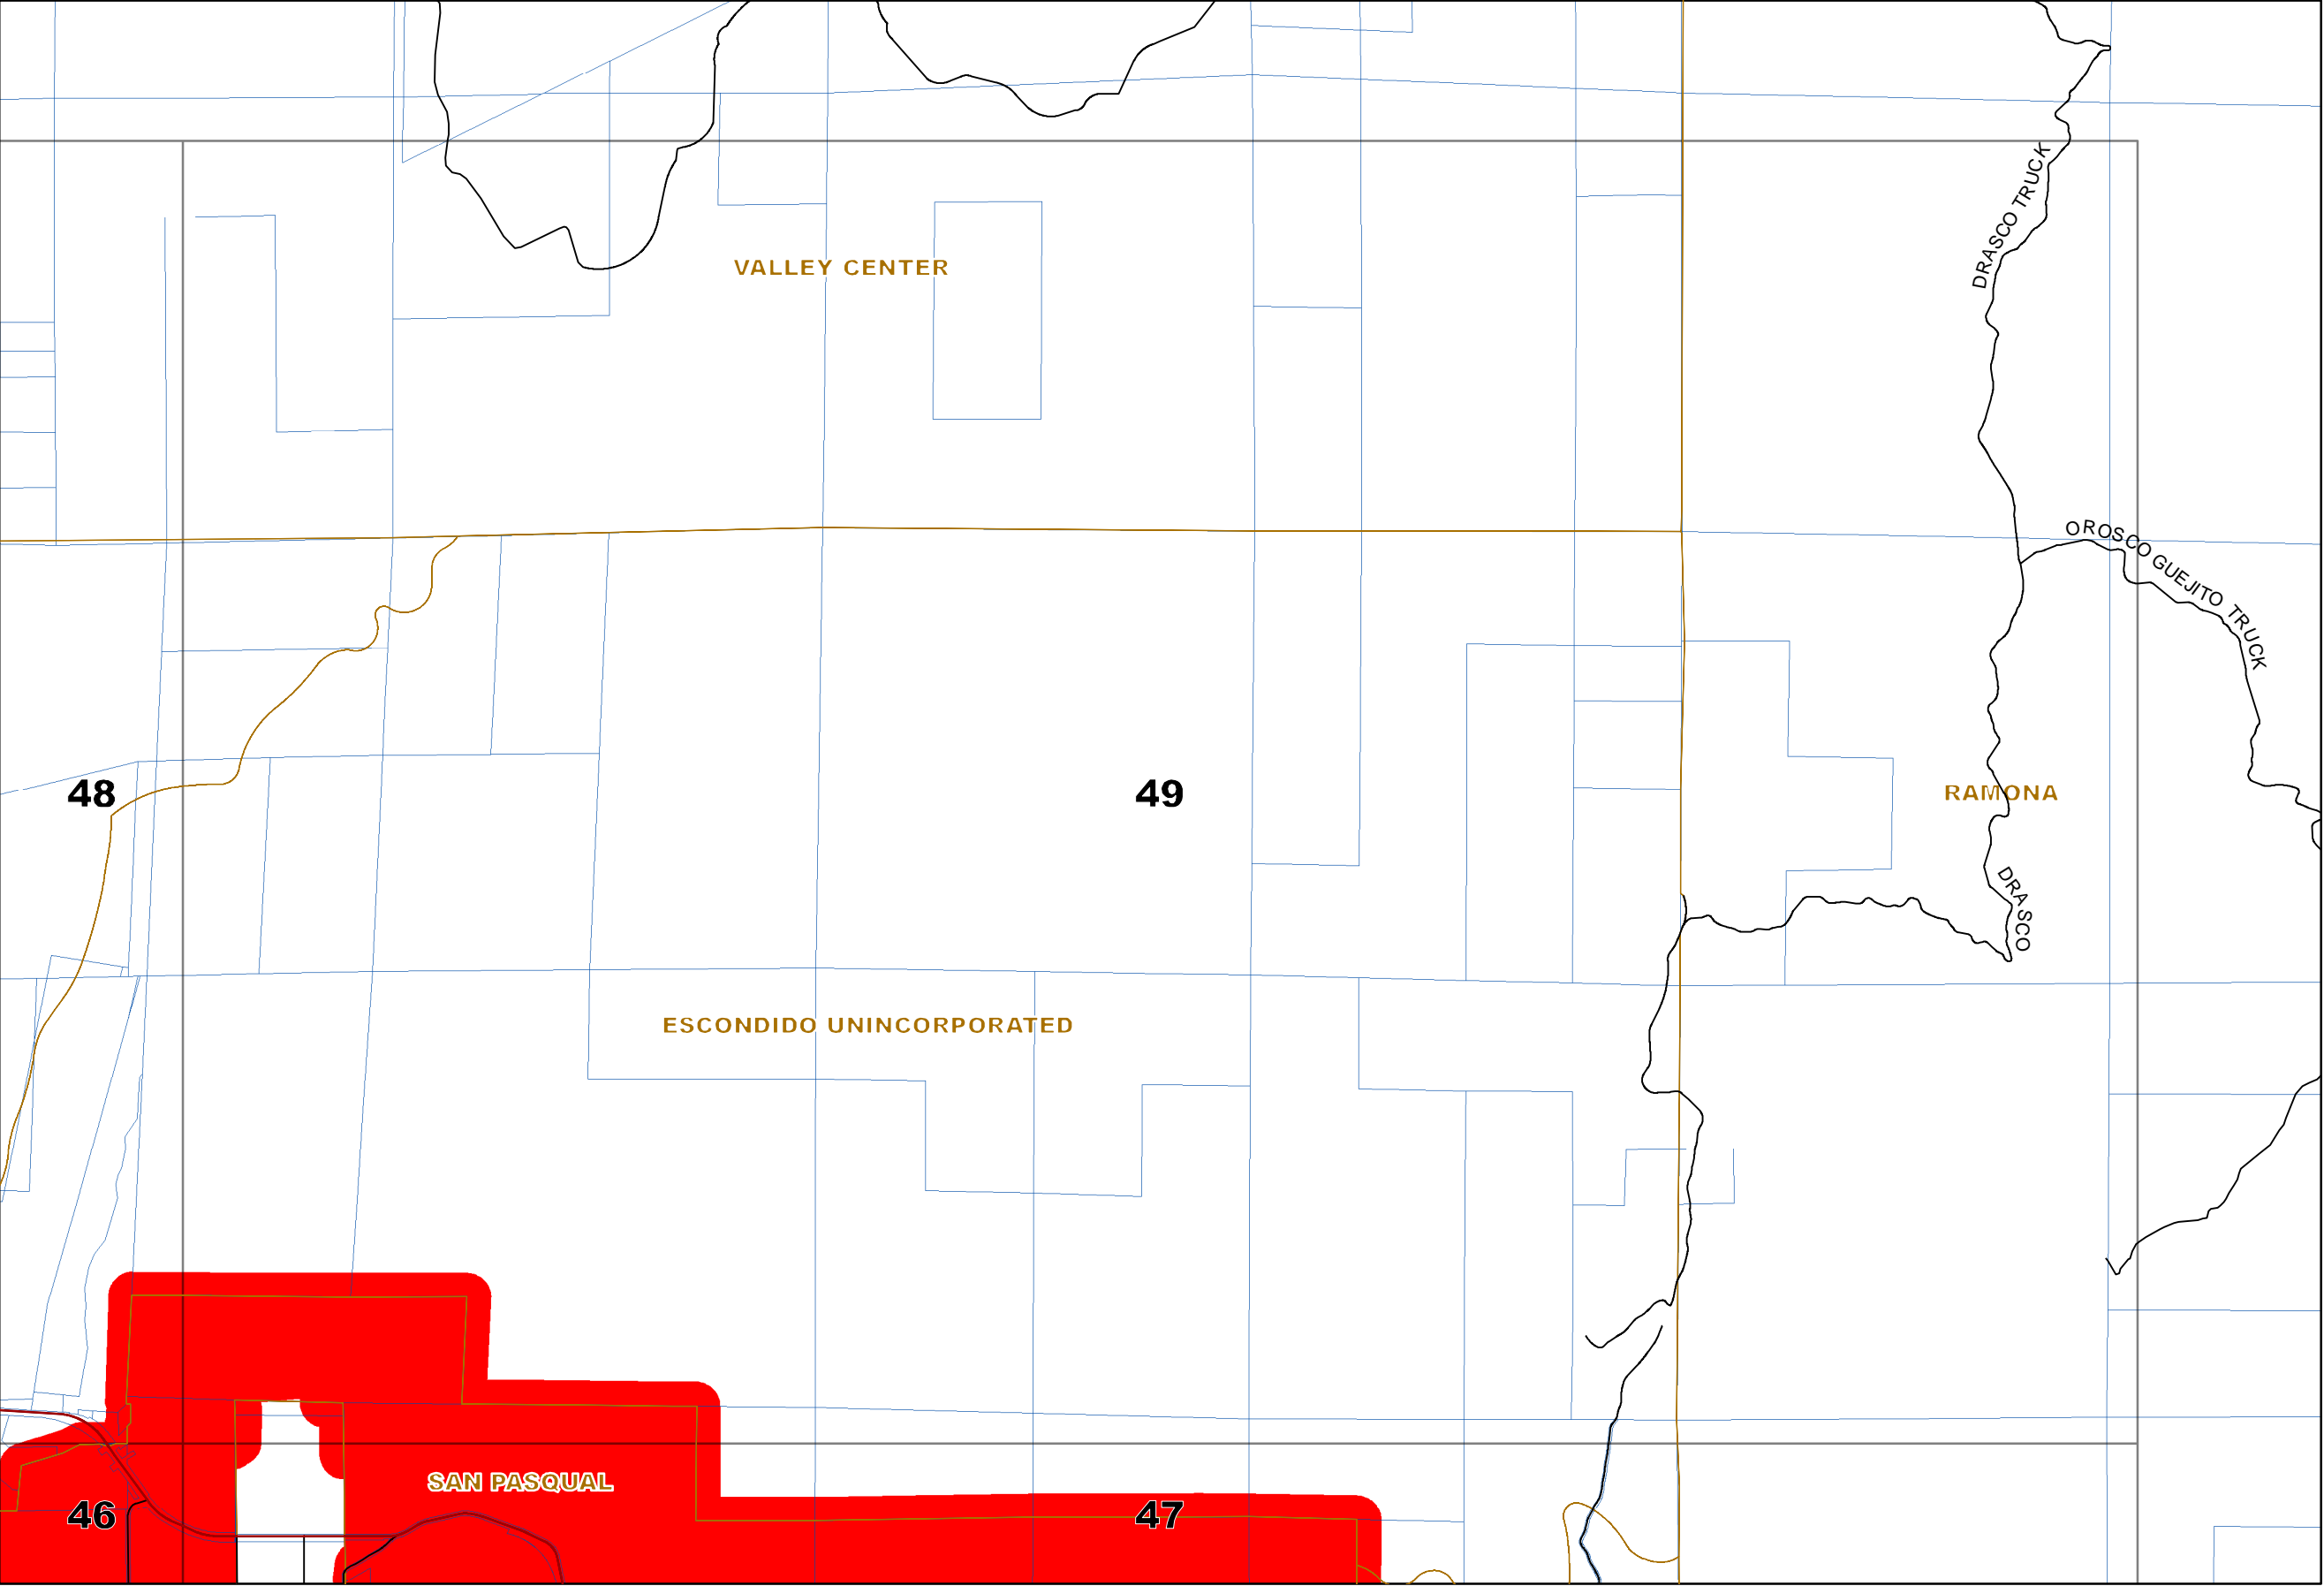 DRASCO TRUCK
VALLEY CENTER
OROSCO GUEJITO TRUCK
48
49
RAMONA
DRASCO
ESCONDIDO UNINCORPORATED
SAN PASQUAL
46
47